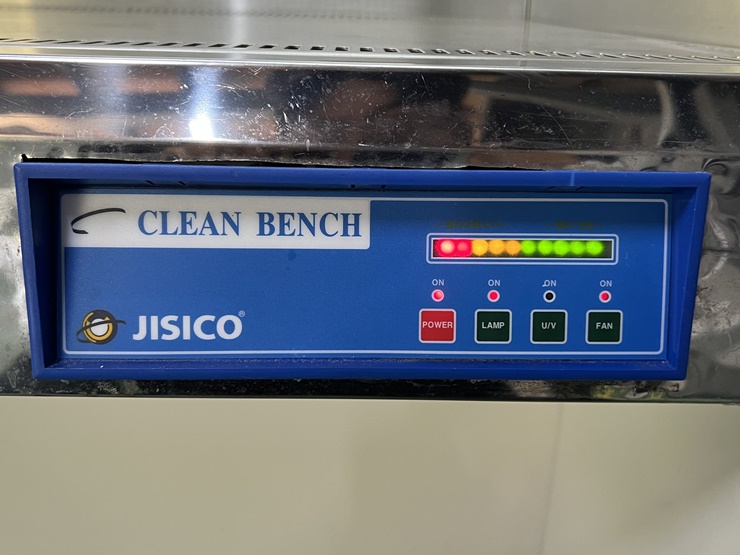 CLEAN BENCH
ON ON ON ON
POWER LAMP U/V FAN
JISICO®